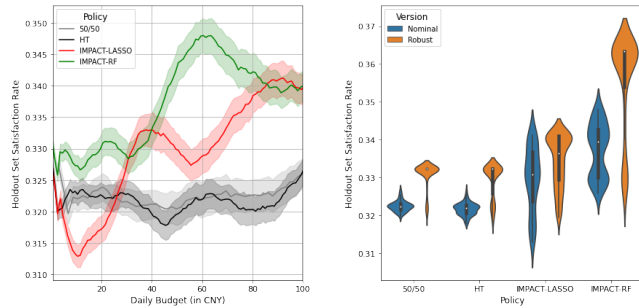 Policy
50/50
HT
IMPACT-LASSO
IMPACT-RF
0.350
0.345
0.340
0.335
0.330
0.325
0.320
0.315
0.310
Holdout Set Satisfaction Rate
20
40
60
80
100
Daily Budget (in CNY)
Version
Nominal
Robust
0.37
0.36
0.35
0.34
0.33
0.32
0.31
Holdout Set Satisfaction Rate
50/50
HT
IMPACT-LASSO
IMPACT-RF
Policy